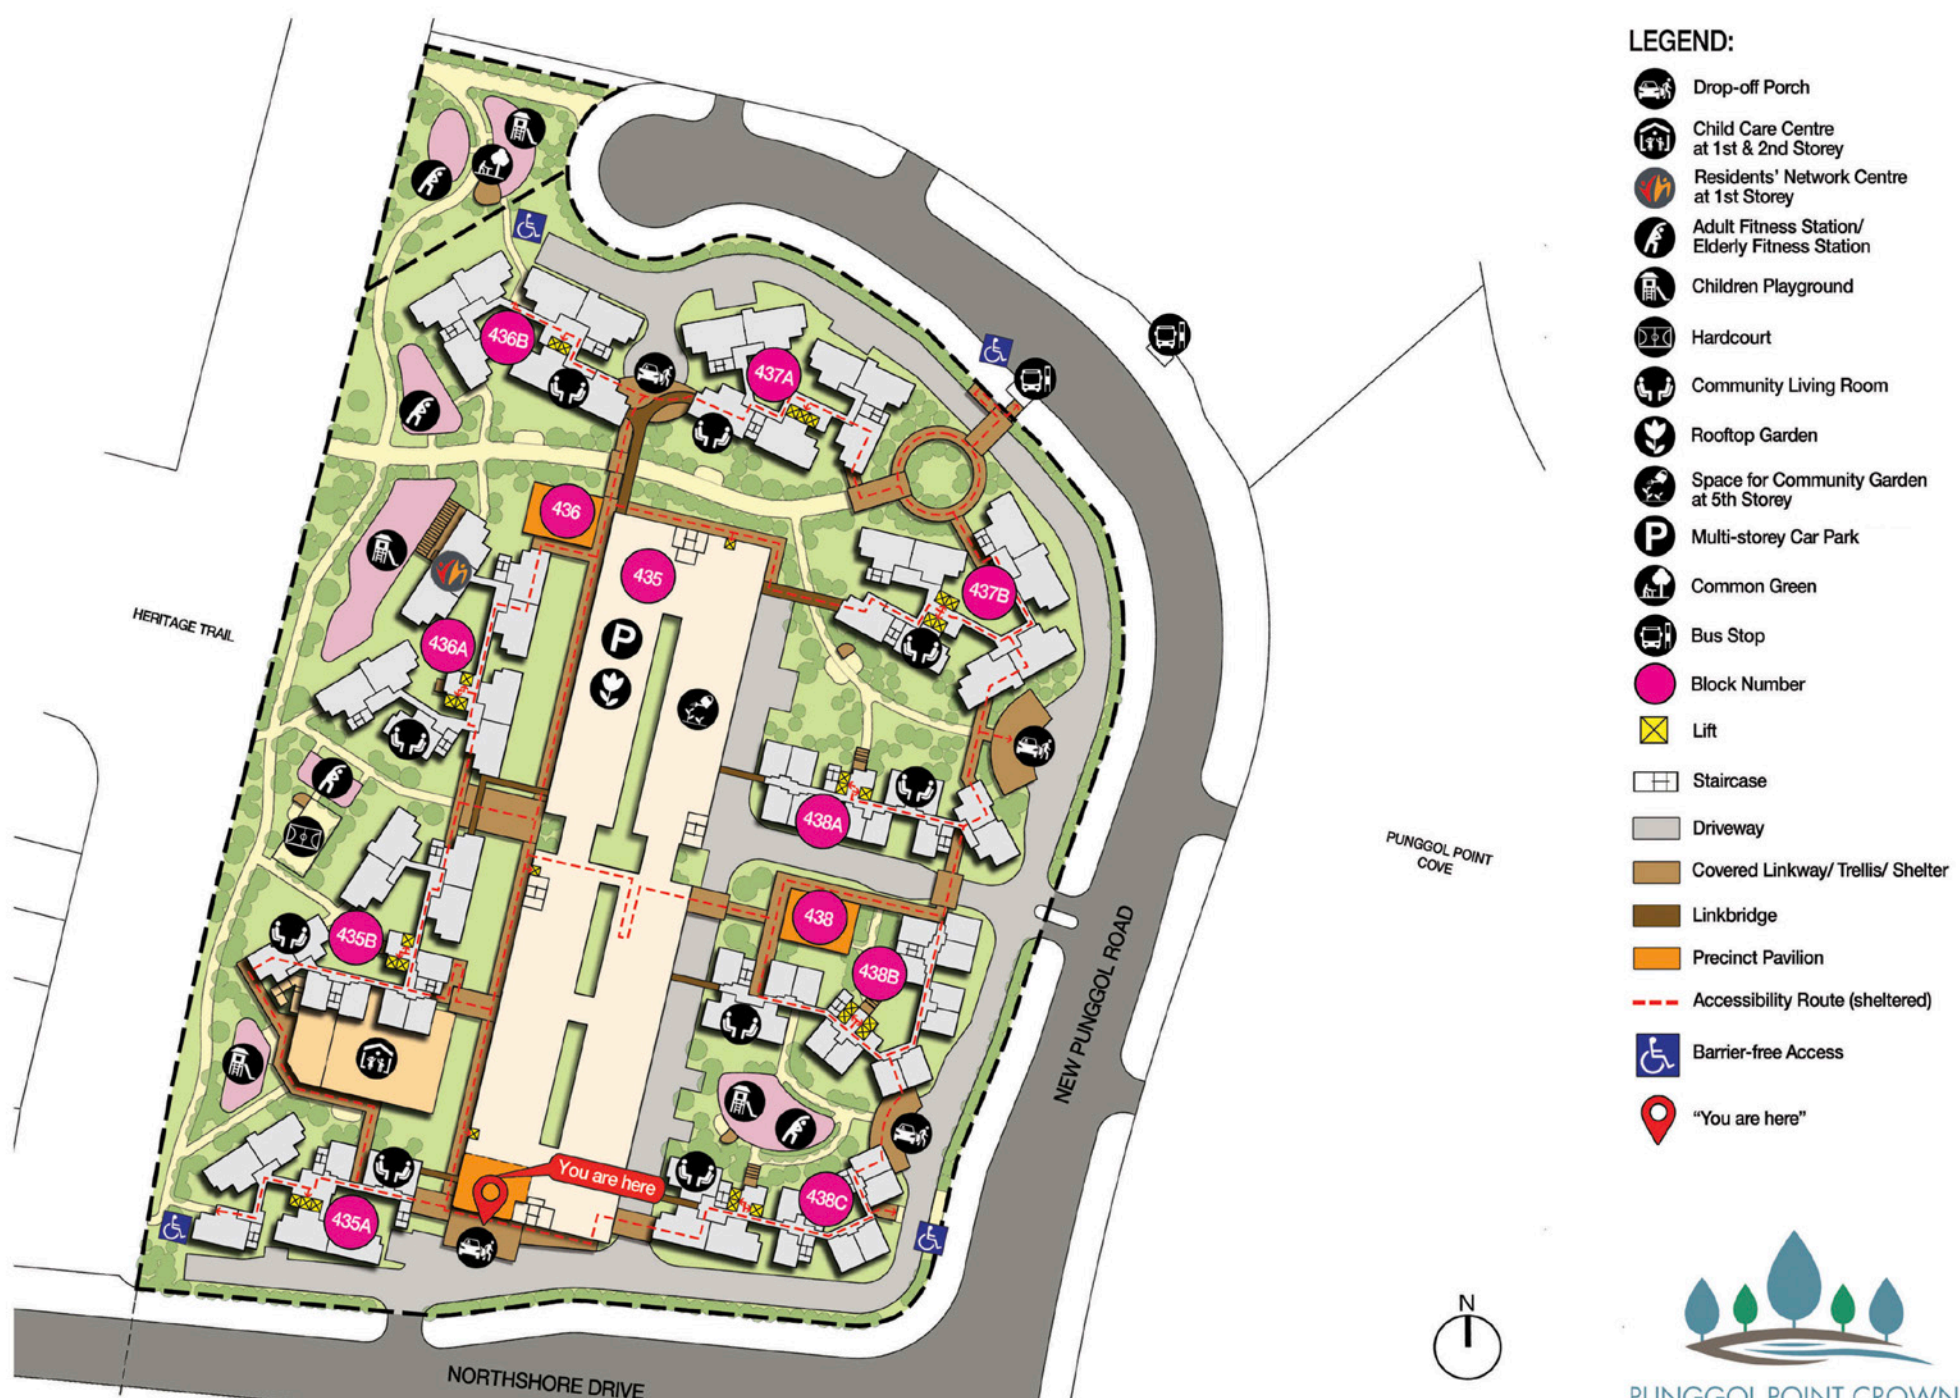 LEGEND:
Drop-off Porch
Child Care Centre
at 1st & 2nd Storey
Residents' Network Centre
at 1st Storey
Adult Fitness Station/
Elderly Fitness Station
Children Playground
Hardcourt
Community Living Room
Rooftop Garden
Space for Community Garden
at 5th Storey
P
Multi-storey Car Park
Common Green
Bus Stop
Block Number
Lift
Staircase
Driveway
Covered Linkway/ Trellis/ Shelter
Linkbridge
Precinct Pavilion
Accessibility Route (sheltered)
Barrier-free Access
"You are here"
436B
437A
436
435
437B
P
436A
HERITAGE TRAIL
438A
PUNGGOL POINT
COVE
438
435B
438B
NEW PUNGGOL ROAD
You are here
438C
435A
N
NORTHSHORE DRIVE
PUNGGOL POINT CROWN